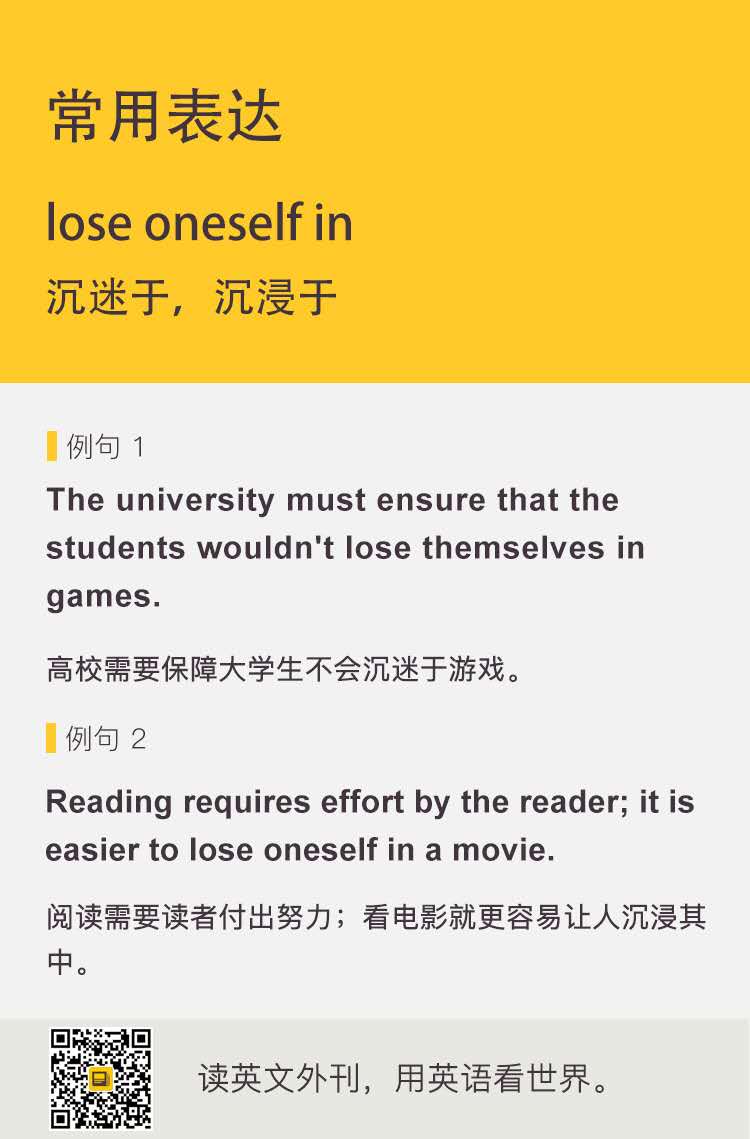 常用表达
lose oneself in
沉迷于，沉浸于
例句 1
The university must ensure that the
students wouldn't lose themselves in
games.
高校需要保障大学生不会沉迷于游戏。
例句 2
Reading requires effort by the reader; it is
easier to lose oneself in a movie.
阅读需要读者付出努力；看电影就更容易让人沉浸其
中。
读英文外刊，用英语看世界。